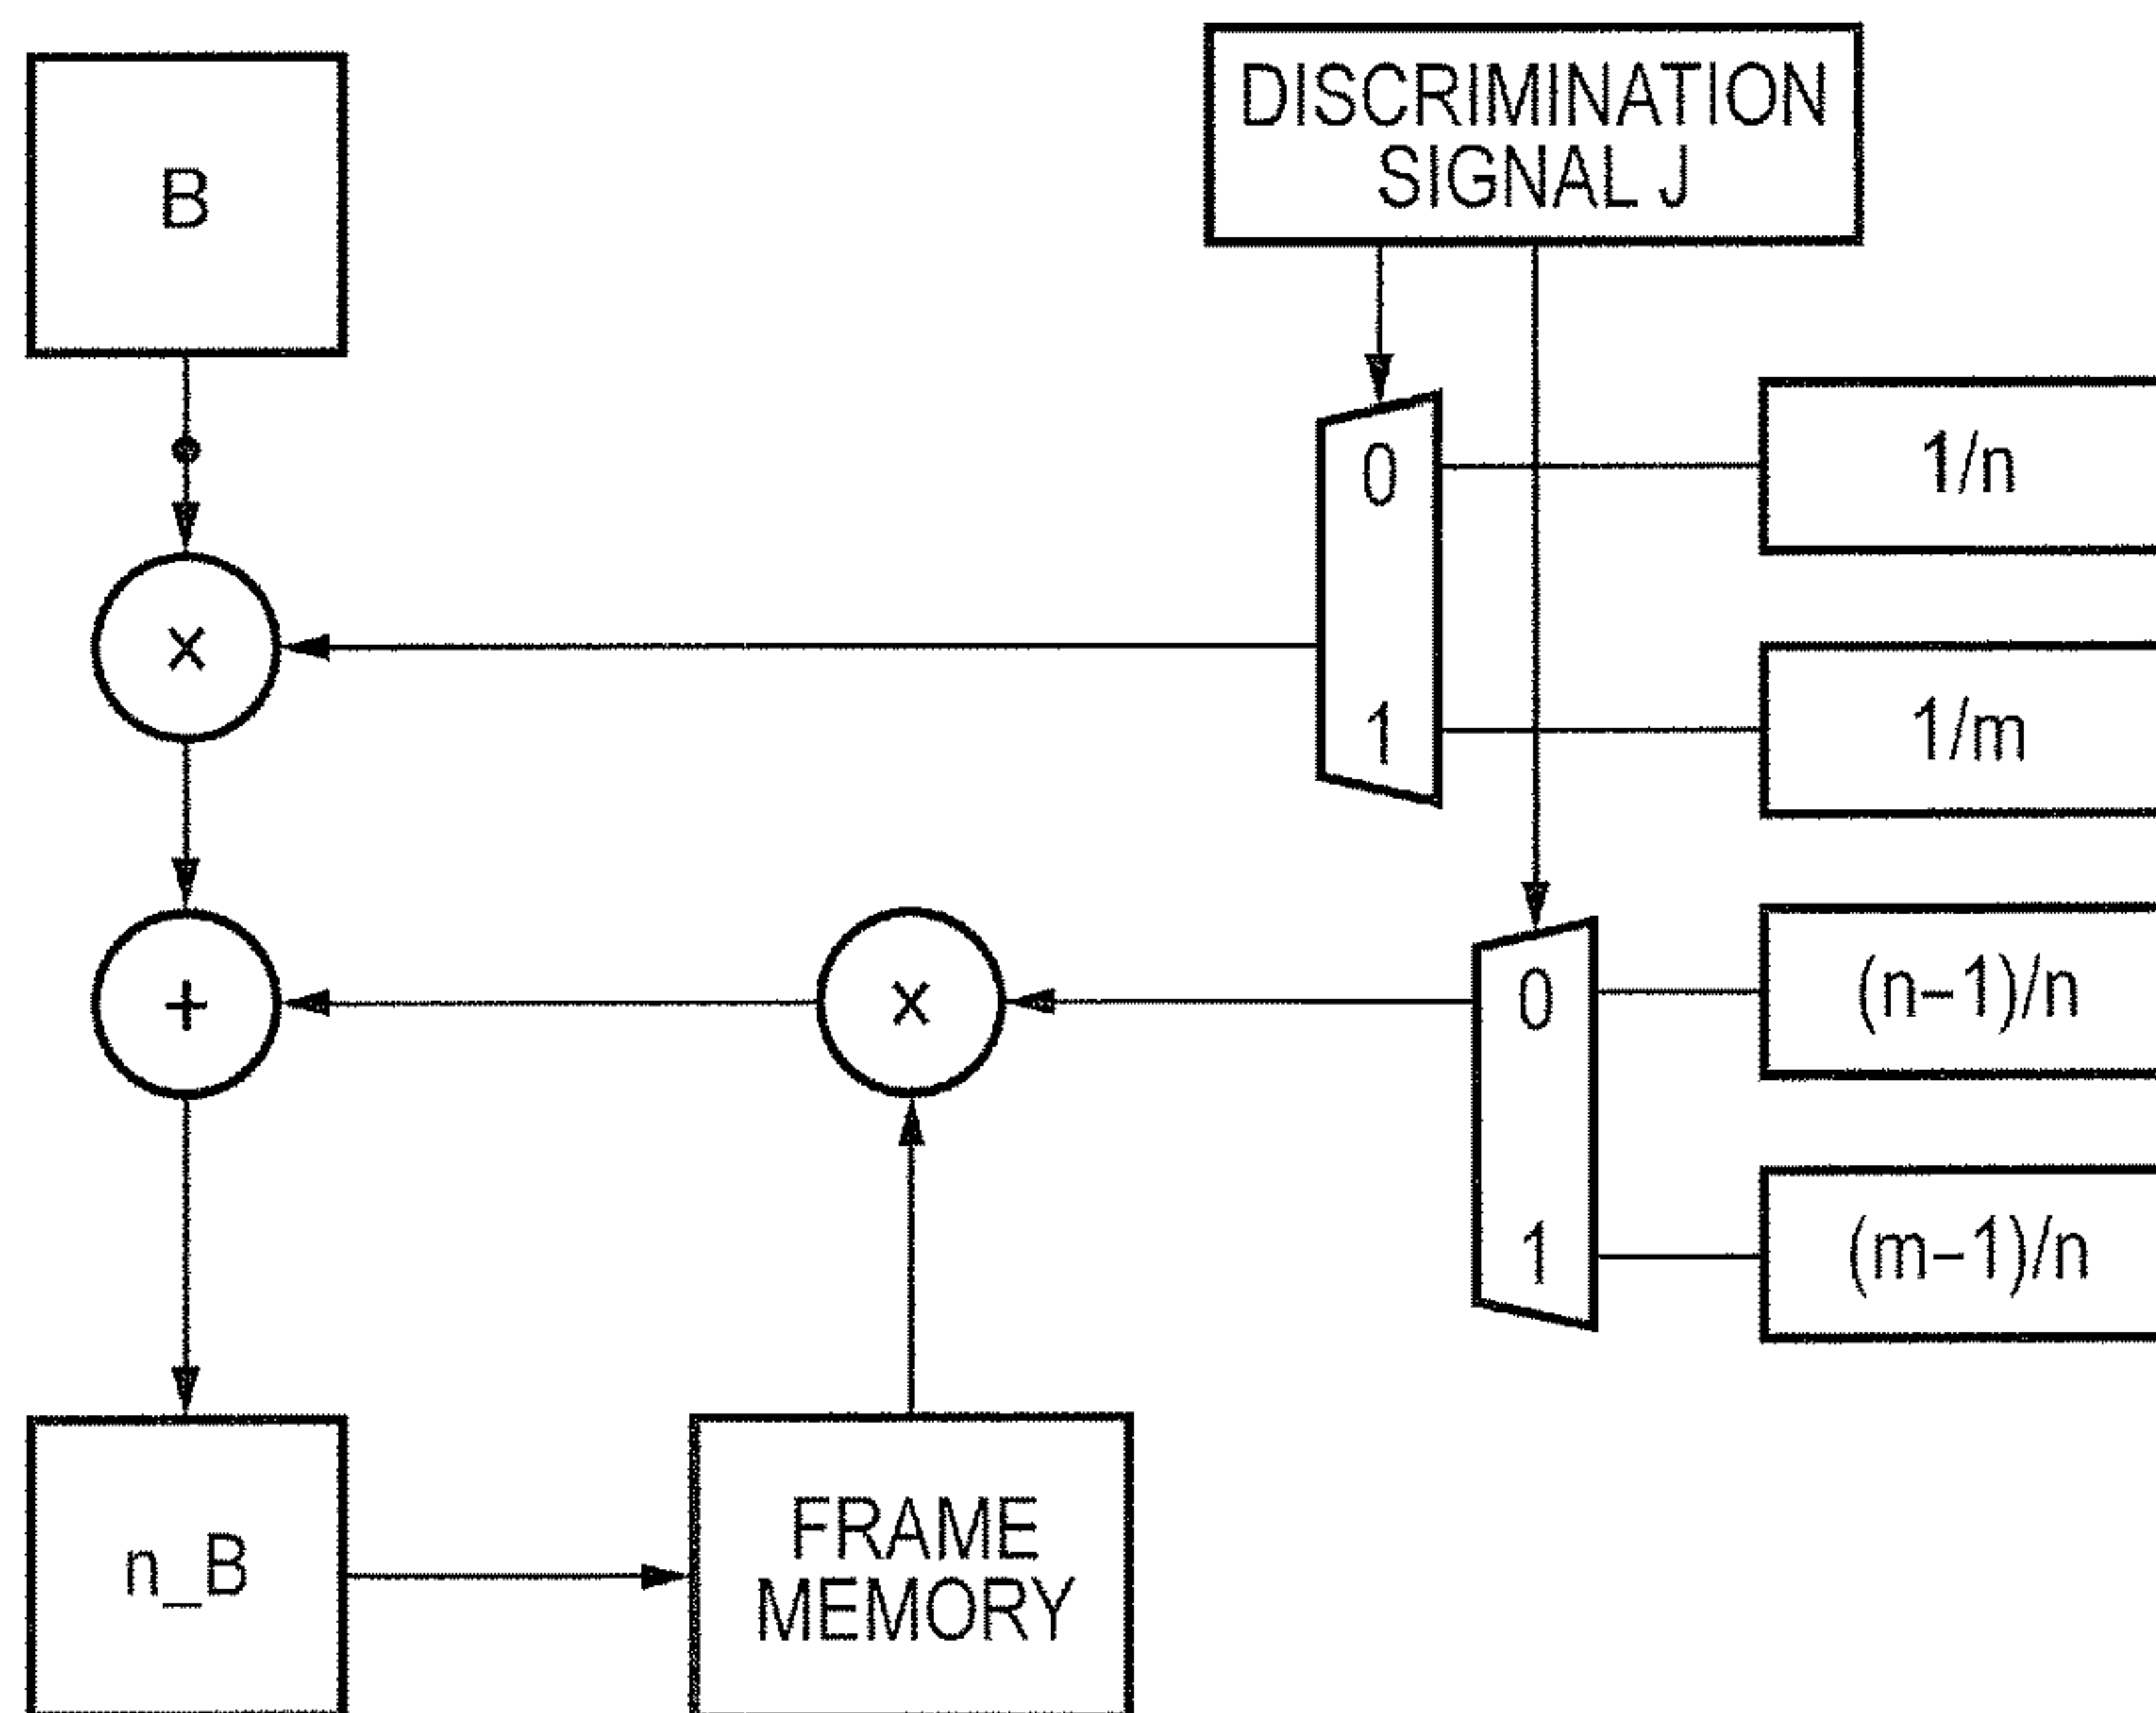 B
DISCRIMINATION
SIGNAL J
0
1/n
×
1
1/m
+
×
0
(n–1)/n
1
(m–1)/n
n_B
FRAME
MEMORY